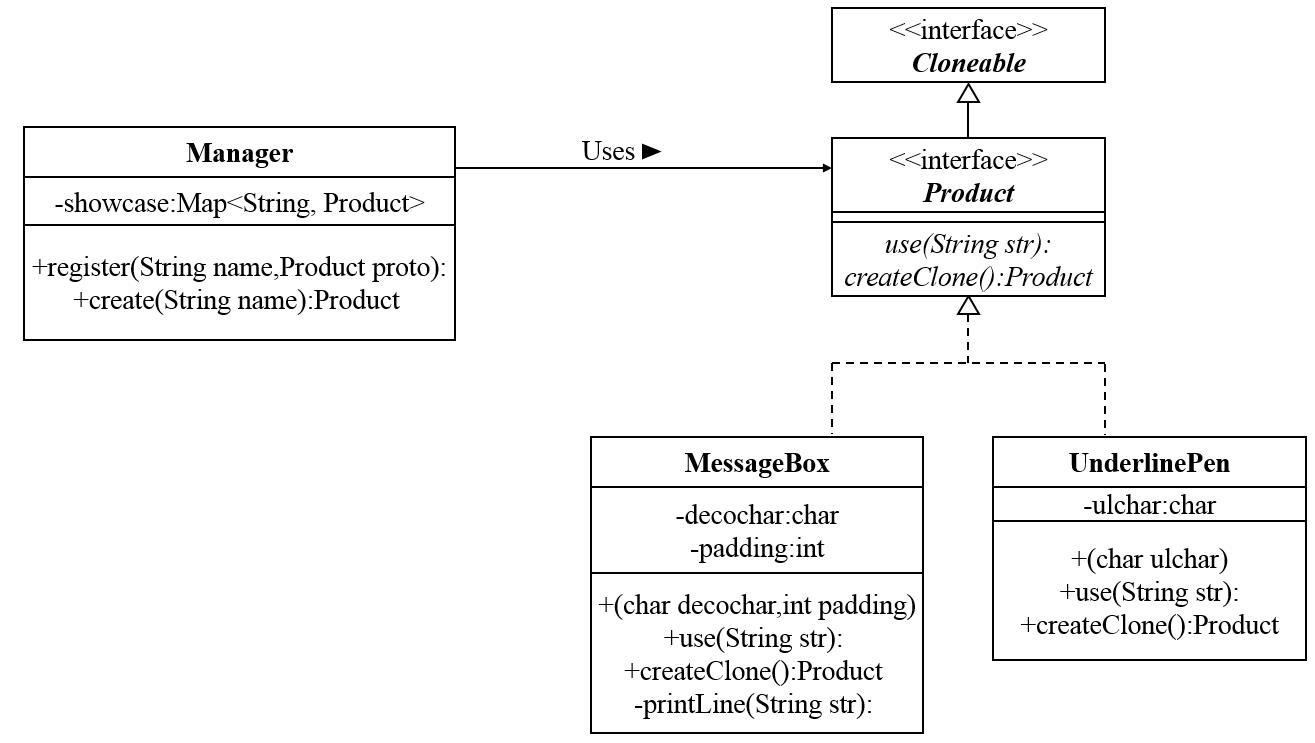 <<interface>>
Cloneable
Manager
-showcase:Map<String, Product>
+register(String name,Product proto):
+create(String name):Product
Uses ►
<<interface>>
Product
use(String str):
createClone():Product
MessageBox
-decochar:char
-padding:int
+(char decochar,int padding)
+use(String str):
+createClone():Product
-printLine(String str):
UnderlinePen
-ulchar:char
+(char ulchar)
+use(String str):
+createClone():Product